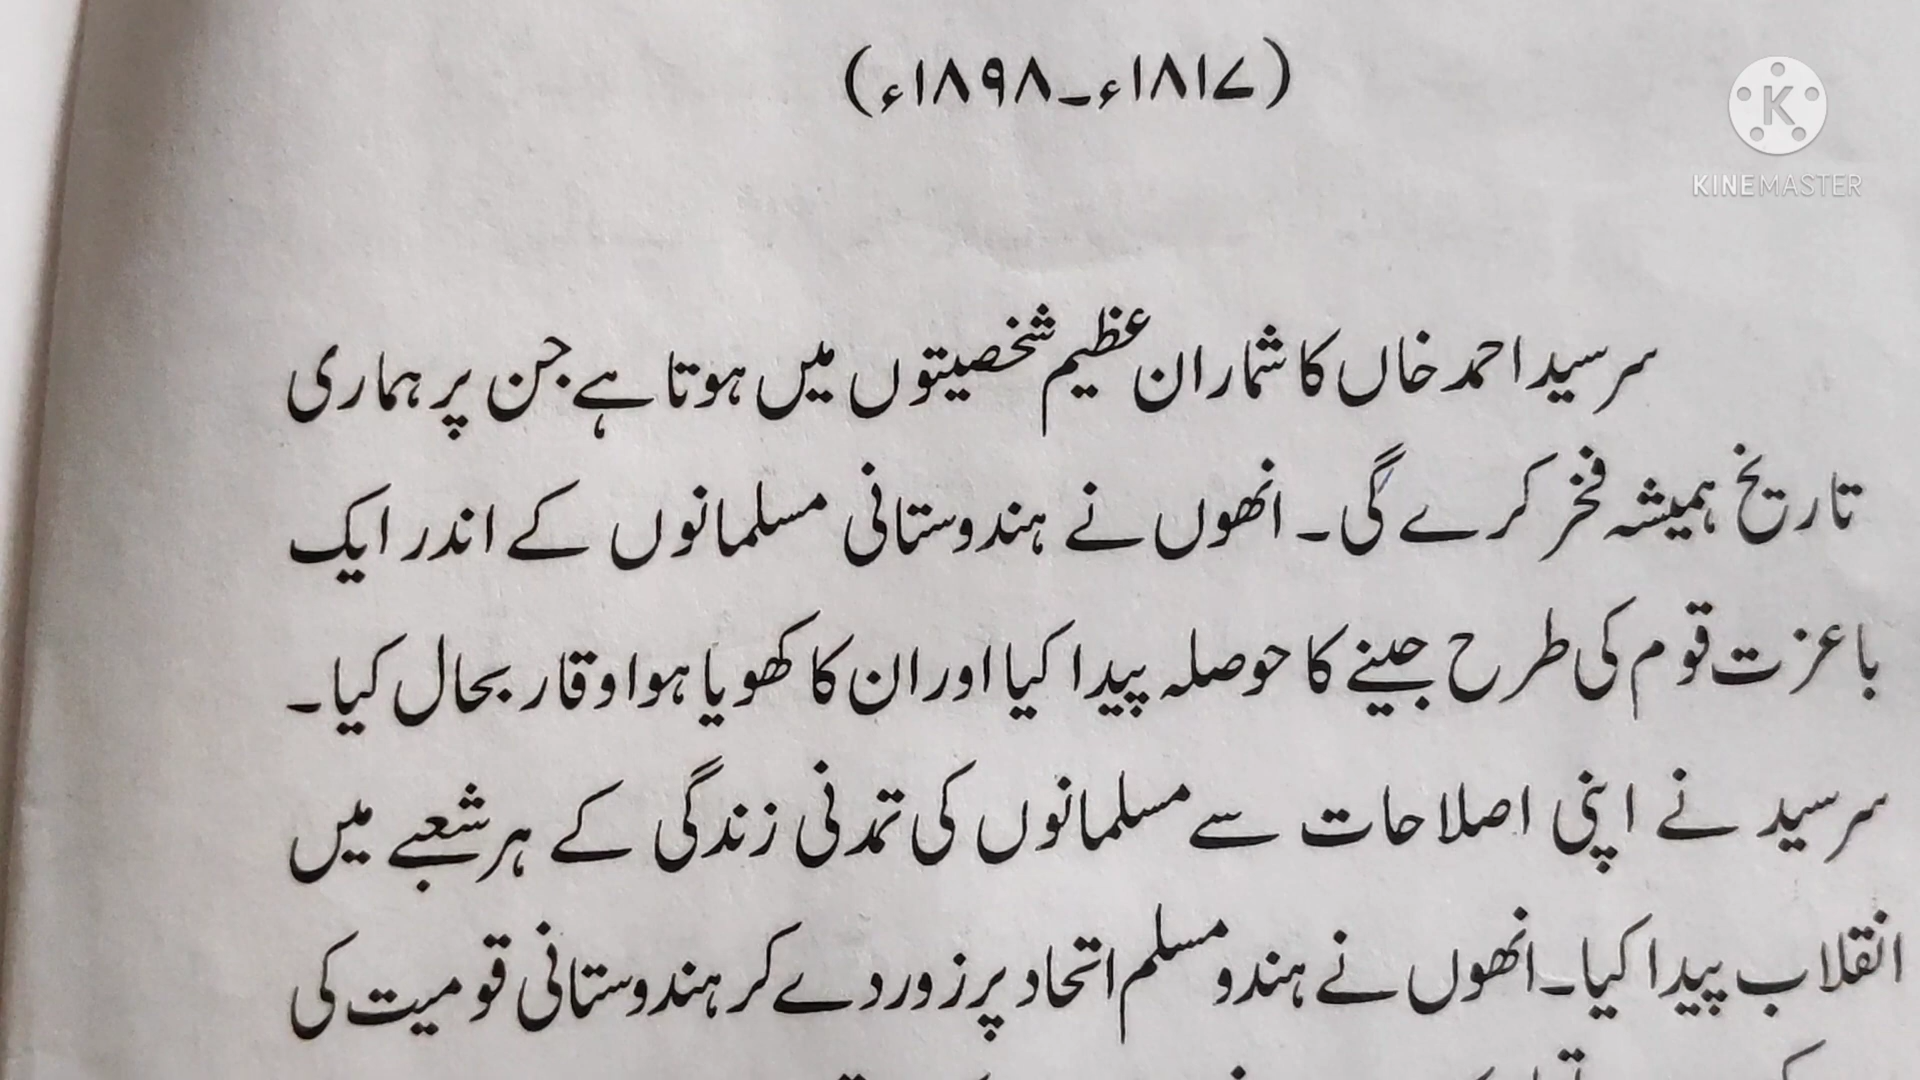 (۱۸۱۷ء۔۱۸۹۸ء)
KINEMASTER
سرسید احمد خاں کا شمار ان عظیم شخصیتوں میں ہوتا ہے جن پر ہماری
تاریخ ہمیشہ فخر کرے گی۔ انھوں نے ہندوستانی مسلمانوں کے اندر ایک
باعزت قوم کی طرح جینے کا حوصلہ پیدا کیا اور ان کا کھویا ہوا وقار بحال کیا۔
سرسید نے اپنی اصلاحات سے مسلمانوں کی تمدنی زندگی کے ہر شعبے میں
انقلاب پیدا کیا۔ انھوں نے ہندو مسلم اتحاد پر زور دے کر ہندوستانی قومیت کی